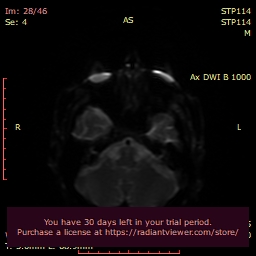 Im: 28/46
Se: 4
AS
STP114
STP114
M
Ax DWI B 1000
R
L
You have 30 days left in your trial period.
Purchase a license at https://radiantviewer.com/store/